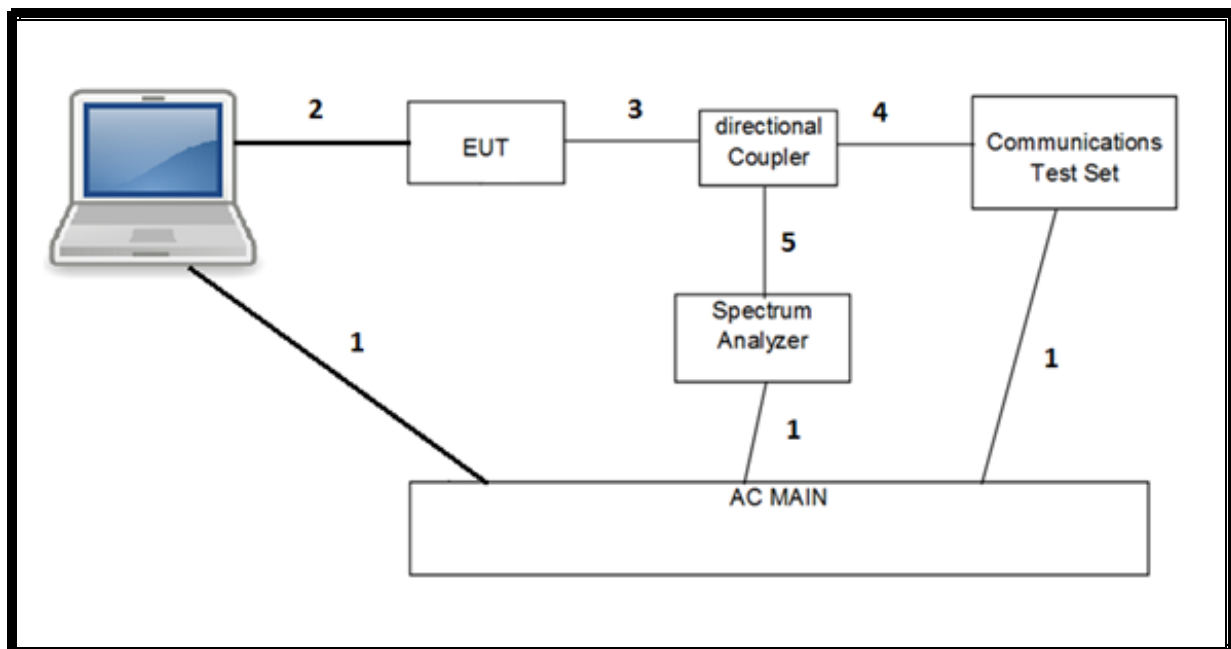 2
EUT
3
directional
Coupler
4
Communications
Test Set
5
Spectrum
Analyzer
1
1
1
AC MAIN